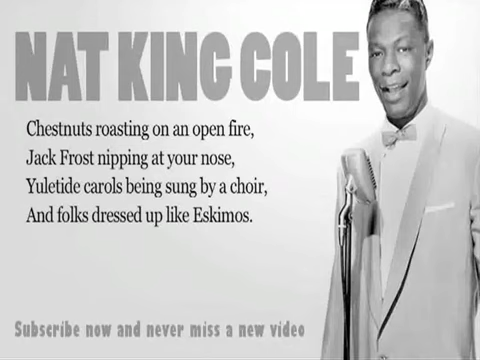 NAT KING COLE
Chestnuts roasting on an open fire,
Jack Frost nipping at your nose,
Yuletide carols being sung by a choir,
And folks dressed up like Eskimos.
Subscribe now and never miss a new video